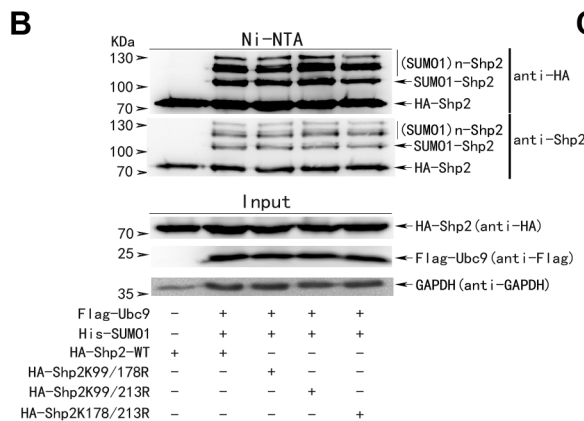 B
C
KDa
Ni-NTA
130
(SUMO1)n-Shp2
100
SUMO1-Shp2
anti-HA
70
HA-Shp2
130
(SUMO1)n-Shp2
100
SUMO1-Shp2
anti-Shp2
70
HA-Shp2
Input
70
HA-Shp2(anti-HA)
25
Flag-Ubc9(anti-Flag)
35
GAPDH(anti-GAPDH)
Flag-Ubc9 - + + + +
His-SUMO1 - + + + +
HA-Shp2-WT + + - - -
HA-Shp2K99/178R - - + - -
HA-Shp2K99/213R - - - + -
HA-Shp2K178/213R - - - - +